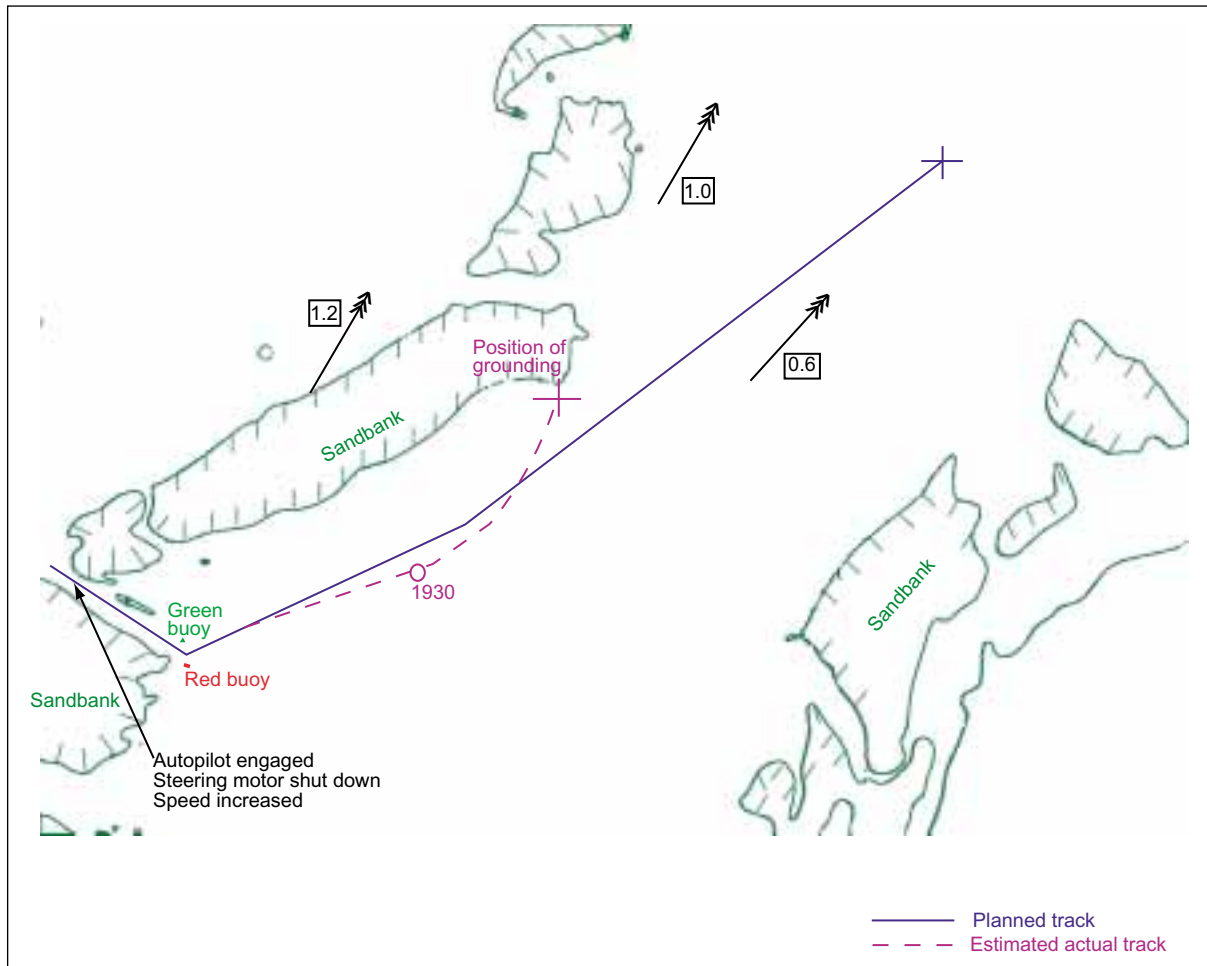 1.0
1.2
Position of
grounding
0.6
Sandbank
1930
Sandbank
Green
buoy
Red buoy
Sandbank
Autopilot engaged
Steering motor shut down
Speed increased
Planned track
Estimated actual track